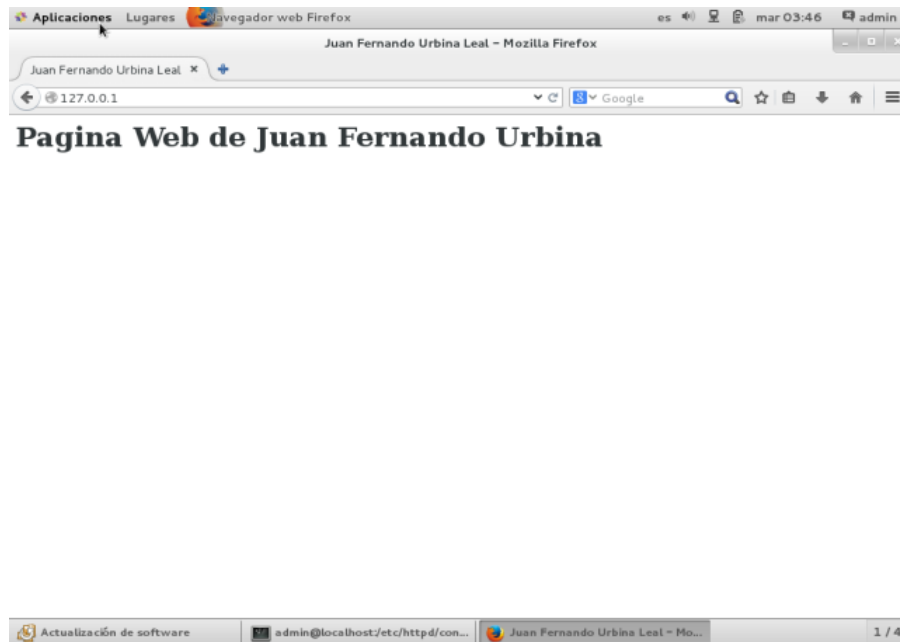 Aplicaciones Lugares Navegador web Firefox es mar 03:46 admin
Juan Fernando Urbina Leal - Mozilla Firefox
Juan Fernando Urbina Leal
127.0.0.1 Google
Pagina Web de Juan Fernando Urbina
Actualización de software admin@localhost:/etc/httpd/con... Juan Fernando Urbina Leal - Mo... 1 / 4